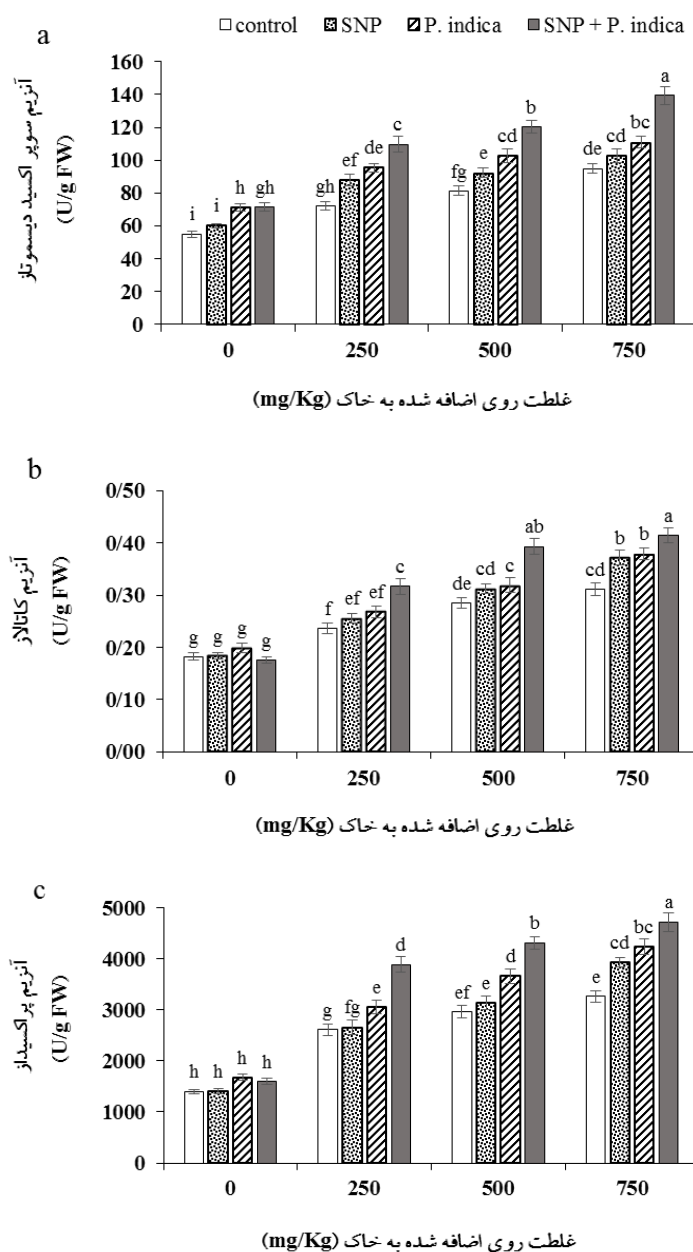 a
control SNP P. indica SNP + P. indica
آنزیم سوپر اکسید دیسموتاز
(U/g FW)
160
140
120
100
80
60
40
20
0
i i h gh
gh ef de c
fg e cd b
de cd bc a
0 250 500 750
غلظت روی اضافه شده به خاک (mg/Kg)
b
آنزیم کاتالاز
(U/g FW)
0/50
0/40
0/30
0/20
0/10
0/00
g g g g
f ef ef c
de cd c ab
cd b b a
0 250 500 750
غلظت روی اضافه شده به خاک (mg/Kg)
c
آنزیم پراکسیداز
(U/g FW)
5000
4000
3000
2000
1000
0
h h h h
g fg e d
ef e d b
e cd bc a
0 250 500 750
غلظت روی اضافه شده به خاک (mg/Kg)